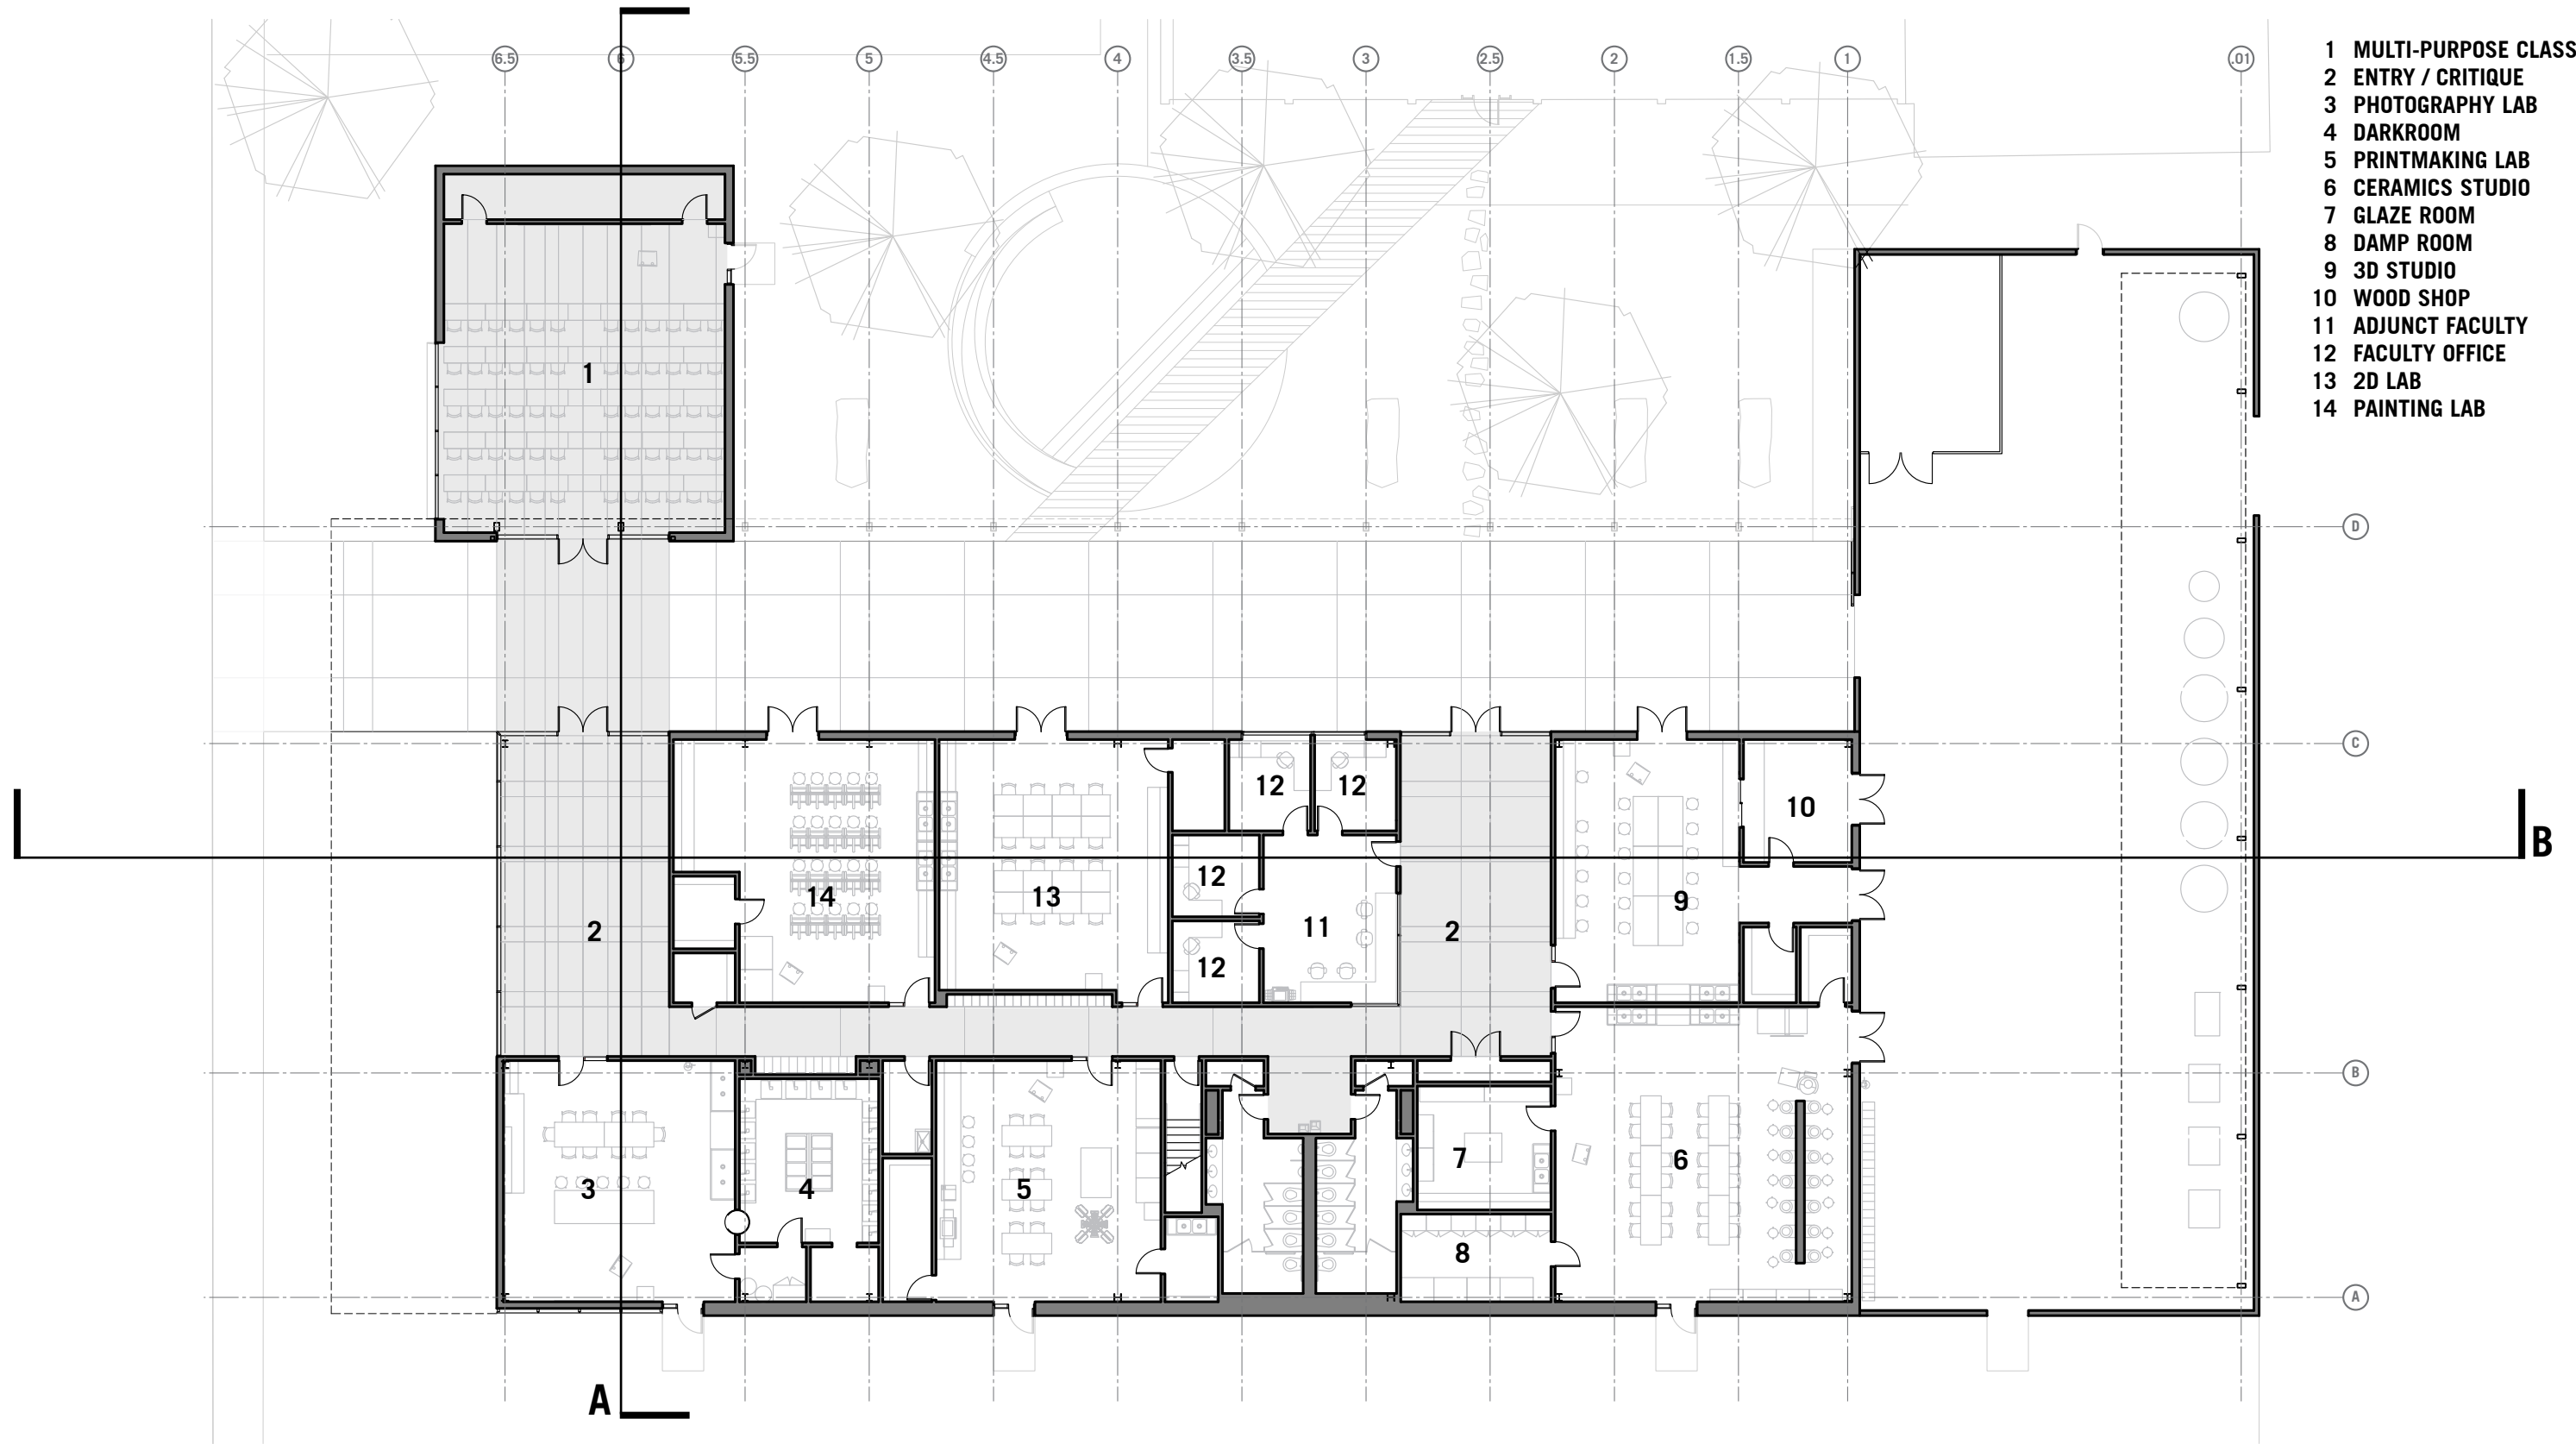 6.5 6 5.5 5 4.5 4 3.5 3 2.5 2 1.5 1 .01
1 MULTI-PURPOSE CLASS
2 ENTRY / CRITIQUE
3 PHOTOGRAPHY LAB
4 DARKROOM
5 PRINTMAKING LAB
6 CERAMICS STUDIO
7 GLAZE ROOM
8 DAMP ROOM
9 3D STUDIO
10 WOOD SHOP
11 ADJUNCT FACULTY
12 FACULTY OFFICE
13 2D LAB
14 PAINTING LAB
1
D
C
12 12 10
B
12
14 13 9
11
2 2
12
B
7 6
3 4 5
8
A
A